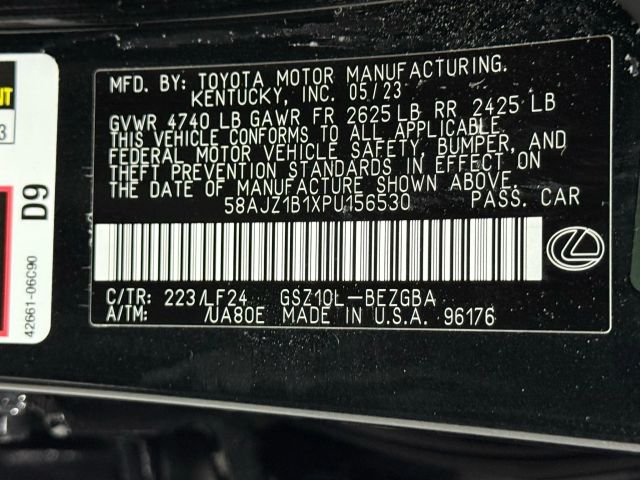 MFD. BY: TOYOTA MOTOR MANUFACTURING.
KENTUCKY, INC. 05/23
GVWR 4740 LB GAWR FR 2625 LB RR 2425 LB
THIS VEHICLE CONFORMS TO ALL APPLICABLE
FEDERAL MOTOR VEHICLE SAFETY, BUMPER, AND
THEFT PREVENTION STANDARDS IN EFFECT ON
THE DATE OF MANUFACTURE SHOWN ABOVE.
58AJZ1B1XPU156530 PASS. CAR
C/TR: 223/LF24 GSZ10L-BEZGBA
A/TM: /UA80E MADE IN U.S.A. 96176
D9
42661-06C90